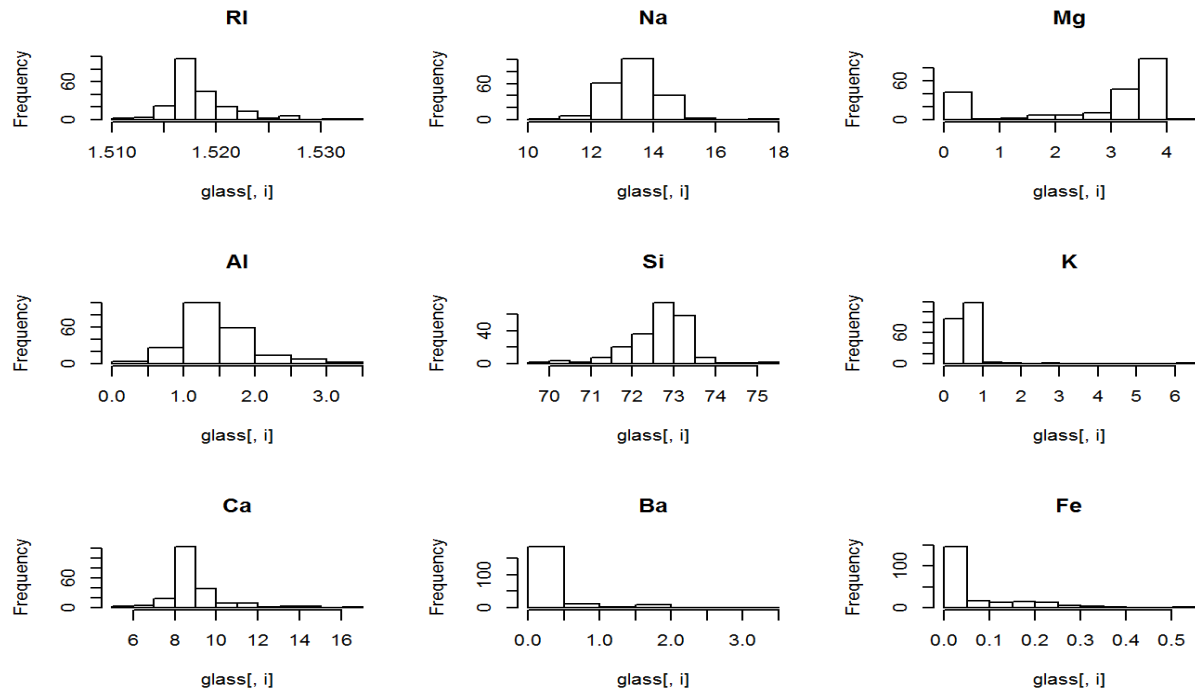 RI
Frequency
60
0
1.510 1.520 1.530
glass[, i]
Na
Frequency
60
0
10 12 14 16 18
glass[, i]
Mg
Frequency
60
0
0 1 2 3 4
glass[, i]
Al
Frequency
60
0
0.0 1.0 2.0 3.0
glass[, i]
Si
Frequency
40
0
70 71 72 73 74 75
glass[, i]
K
Frequency
60
0
0 1 2 3 4 5 6
glass[, i]
Ca
Frequency
60
0
6 8 10 12 14 16
glass[, i]
Ba
Frequency
100
0
0.0 1.0 2.0 3.0
glass[, i]
Fe
Frequency
100
0
0.0 0.1 0.2 0.3 0.4 0.5
glass[, i]